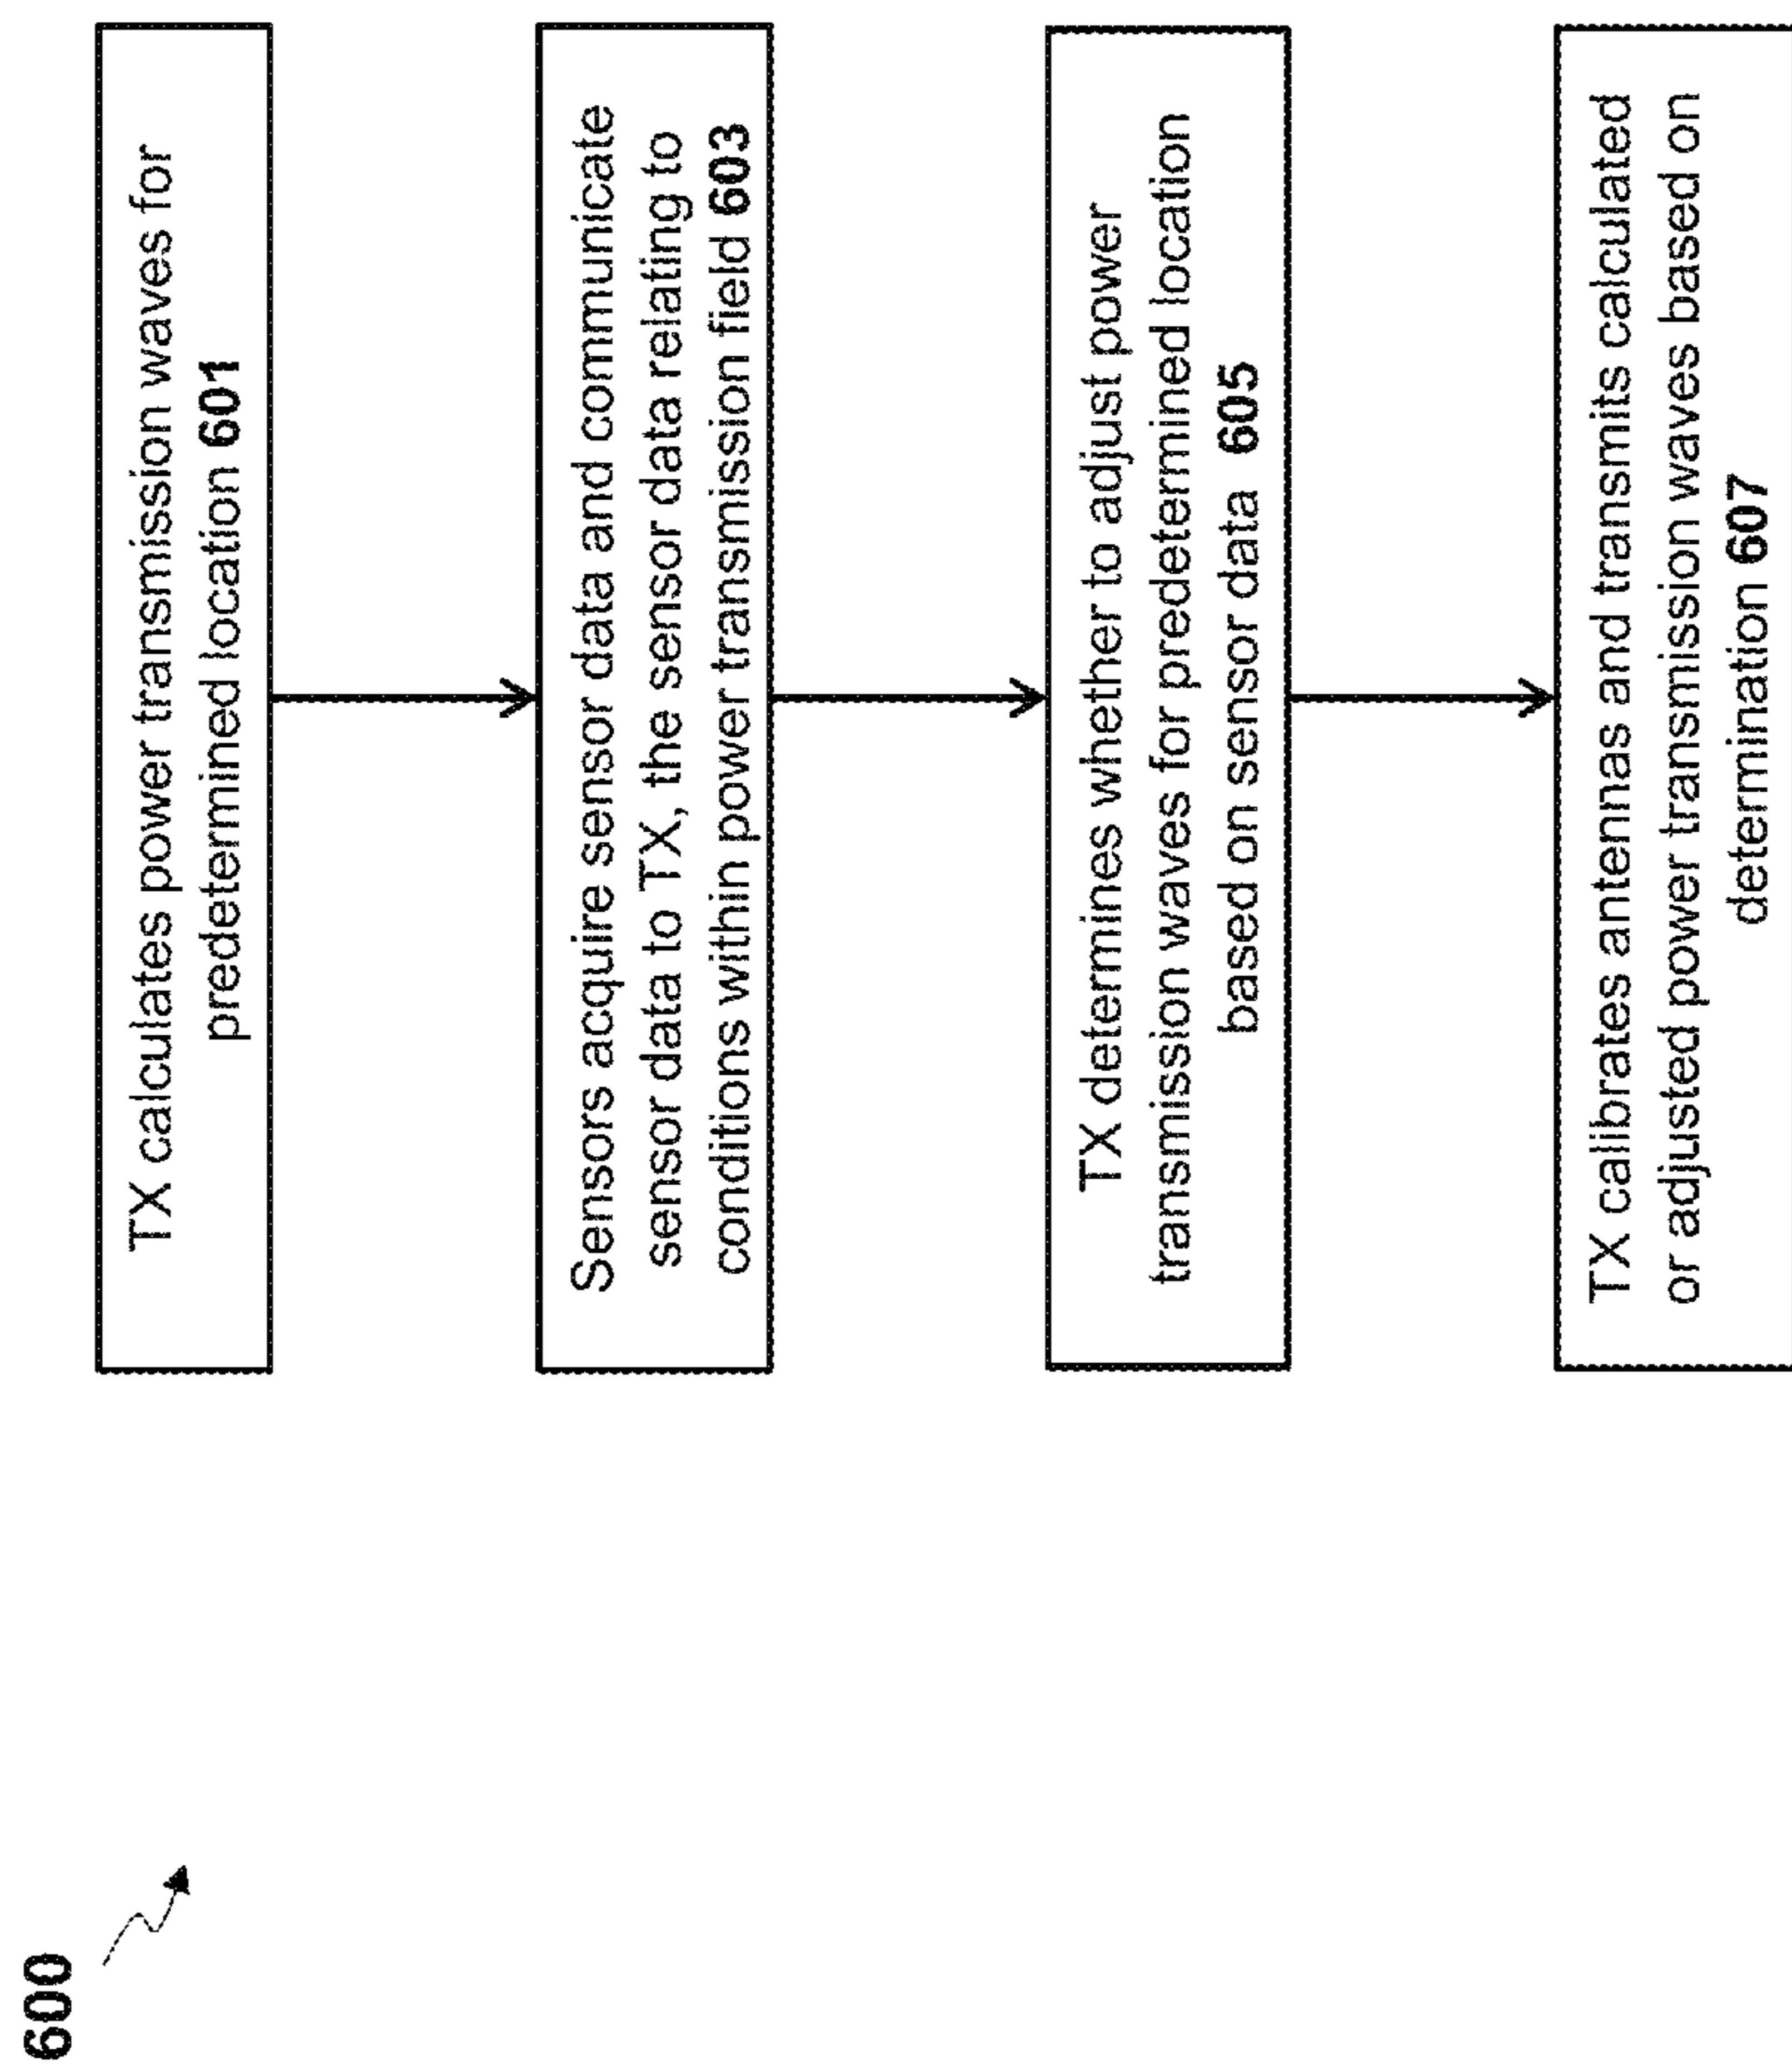 600
TX calculates power transmission waves for
predetermined location 601
Sensors acquire sensor data and communicate
sensor data to TX, the sensor data relating to
conditions within power transmission field 603
TX determines whether to adjust power
transmission waves for predetermined location
based on sensor data 605
TX calibrates antennas and transmits calculated
or adjusted power transmission waves based on
determination 607